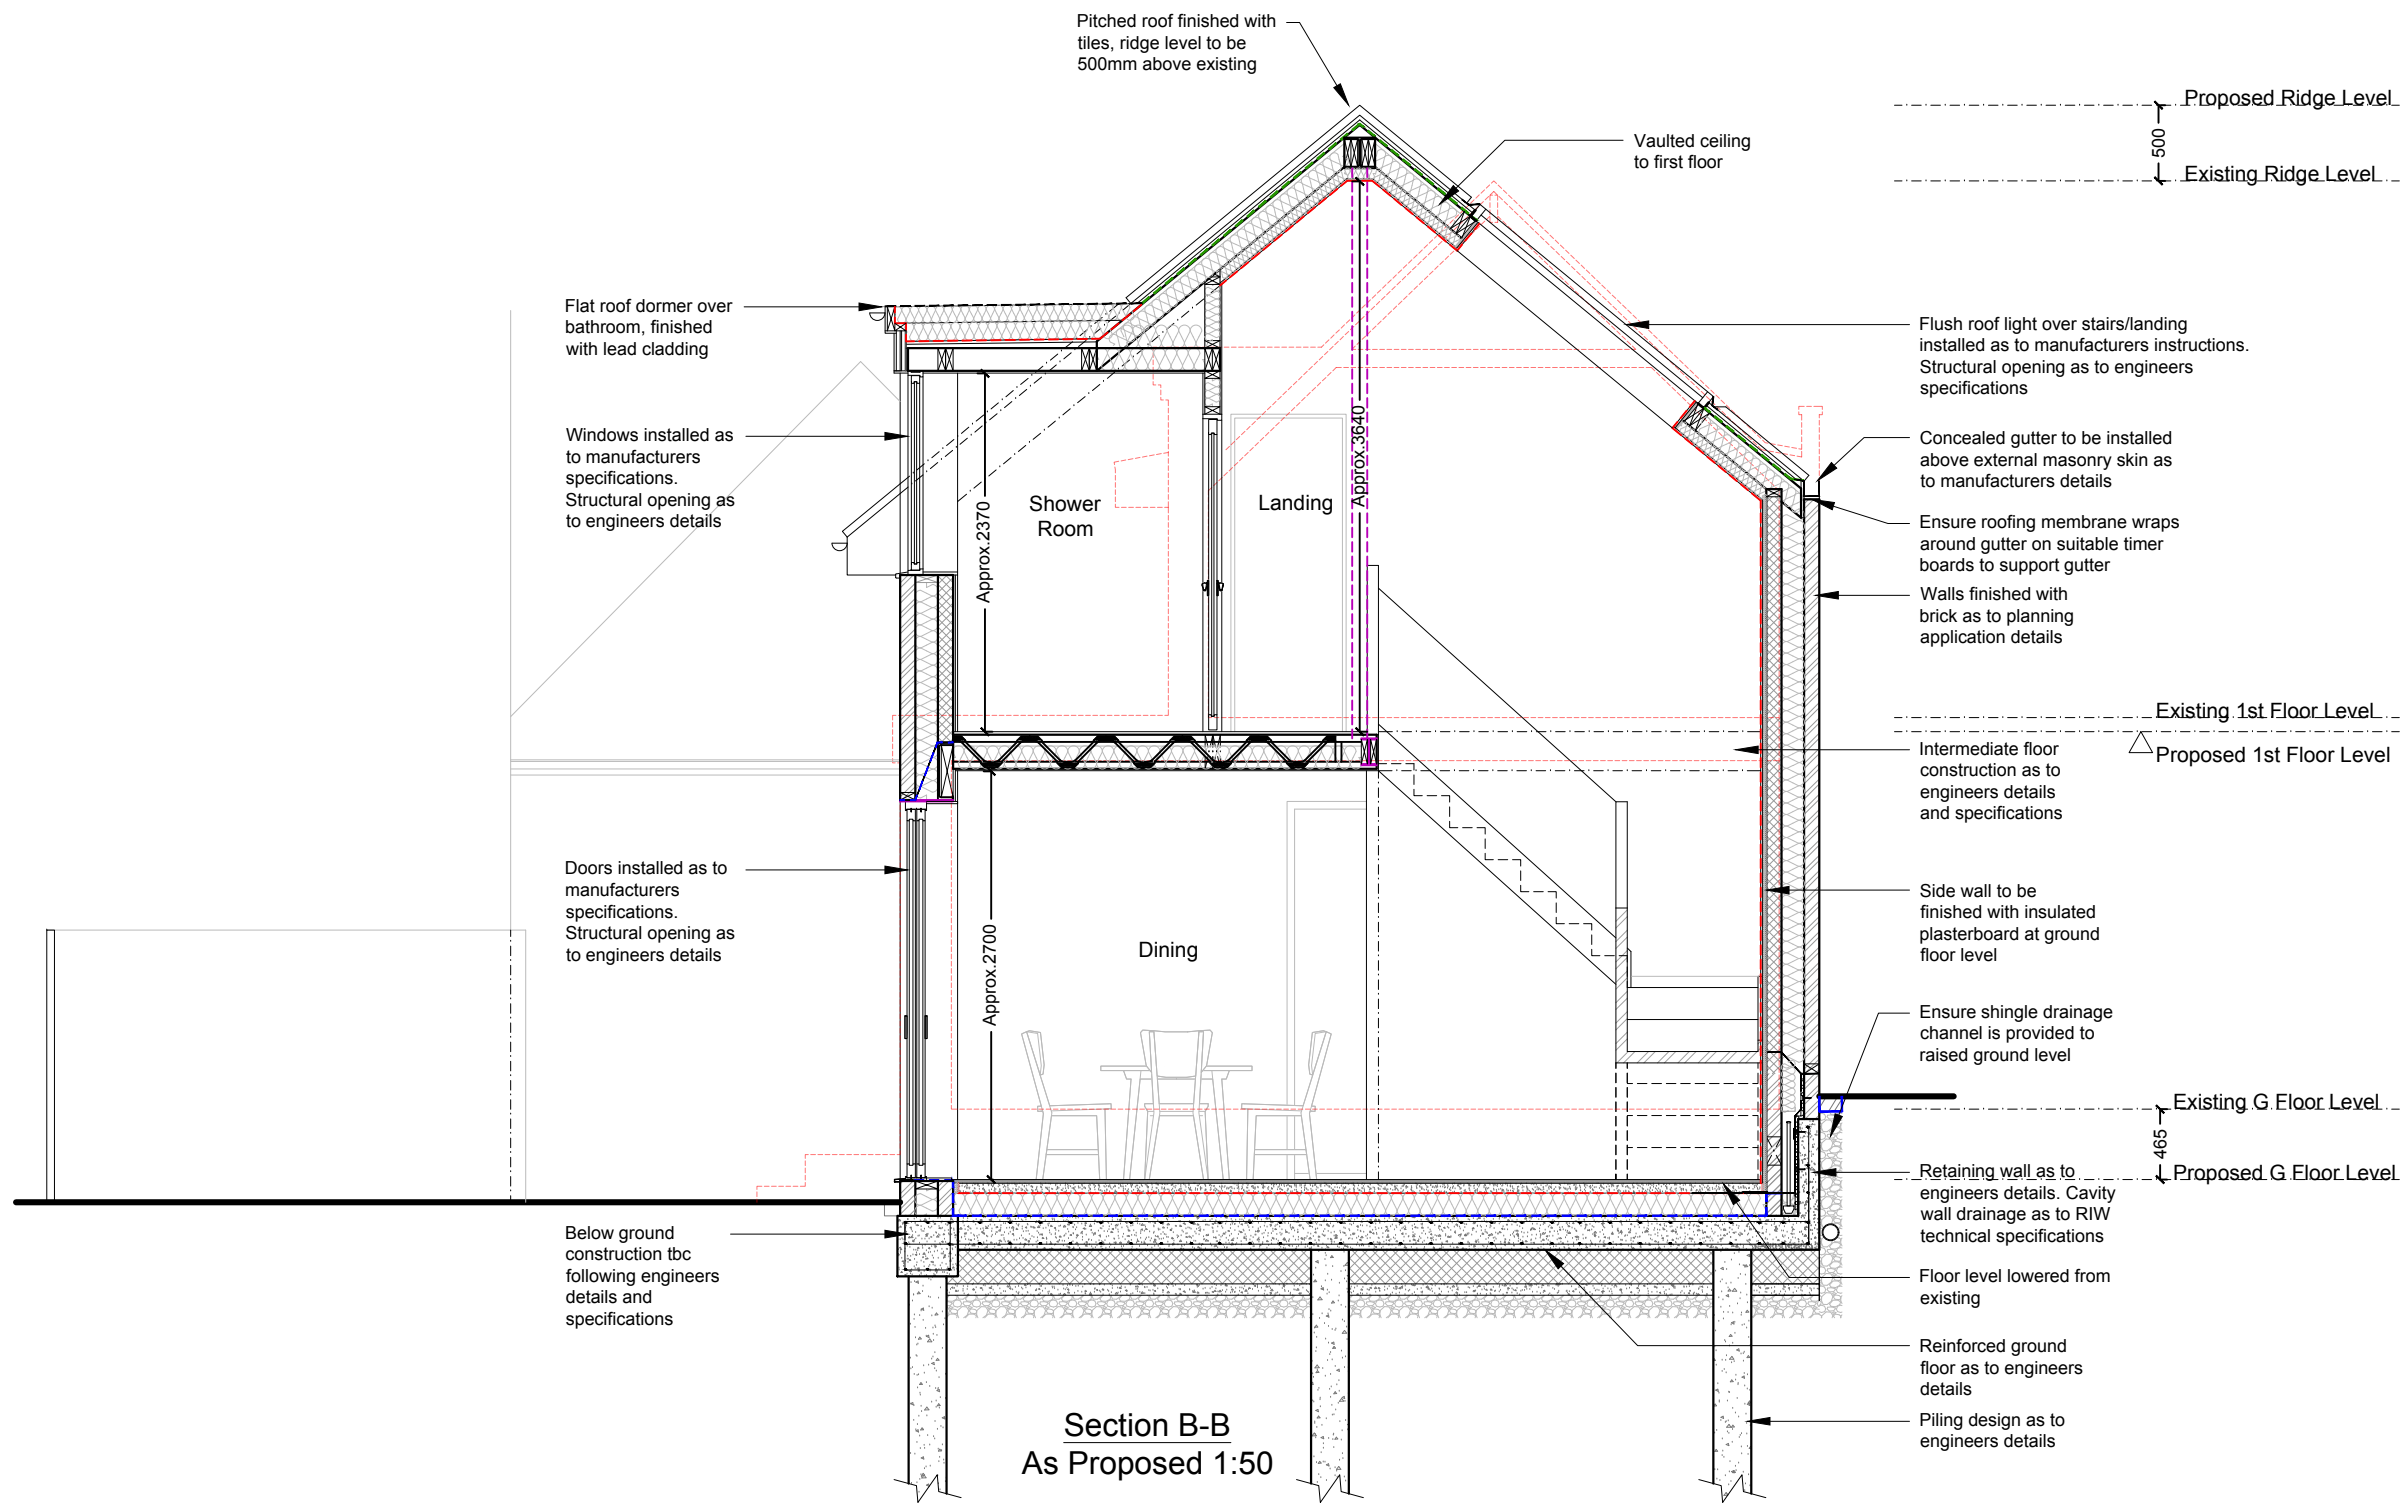 Pitched roof finished with
tiles, ridge level to be
500mm above existing
Proposed Ridge Level
500
Existing Ridge Level
Vaulted ceiling
to first floor
Flat roof dormer over
bathroom, finished
with lead cladding
Flush roof light over stairs/landing
installed as to manufacturers instructions.
Structural opening as to engineers
specifications
Windows installed as
to manufacturers
specifications.
Structural opening as
to engineers details
Concealed gutter to be installed
above external masonry skin as
to manufacturers details
Approx.2370
Shower
Room
Landing
Approx.3640
Ensure roofing membrane wraps
around gutter on suitable timer
boards to support gutter
Walls finished with
brick as to planning
application details
Existing 1st Floor Level
Proposed 1st Floor Level
Intermediate floor
construction as to
engineers details
and specifications
Doors installed as to
manufacturers
specifications.
Structural opening as
to engineers details
Approx.2700
Dining
Side wall to be
finished with insulated
plasterboard at ground
floor level
Ensure shingle drainage
channel is provided to
raised ground level
Existing G Floor Level
465
Proposed G Floor Level
Retaining wall as to
engineers details. Cavity
wall drainage as to RIW
technical specifications
Below ground
construction tbc
following engineers
details and
specifications
Floor level lowered from
existing
Reinforced ground
floor as to engineers
details
Piling design as to
engineers details
Section B-B
As Proposed 1:50